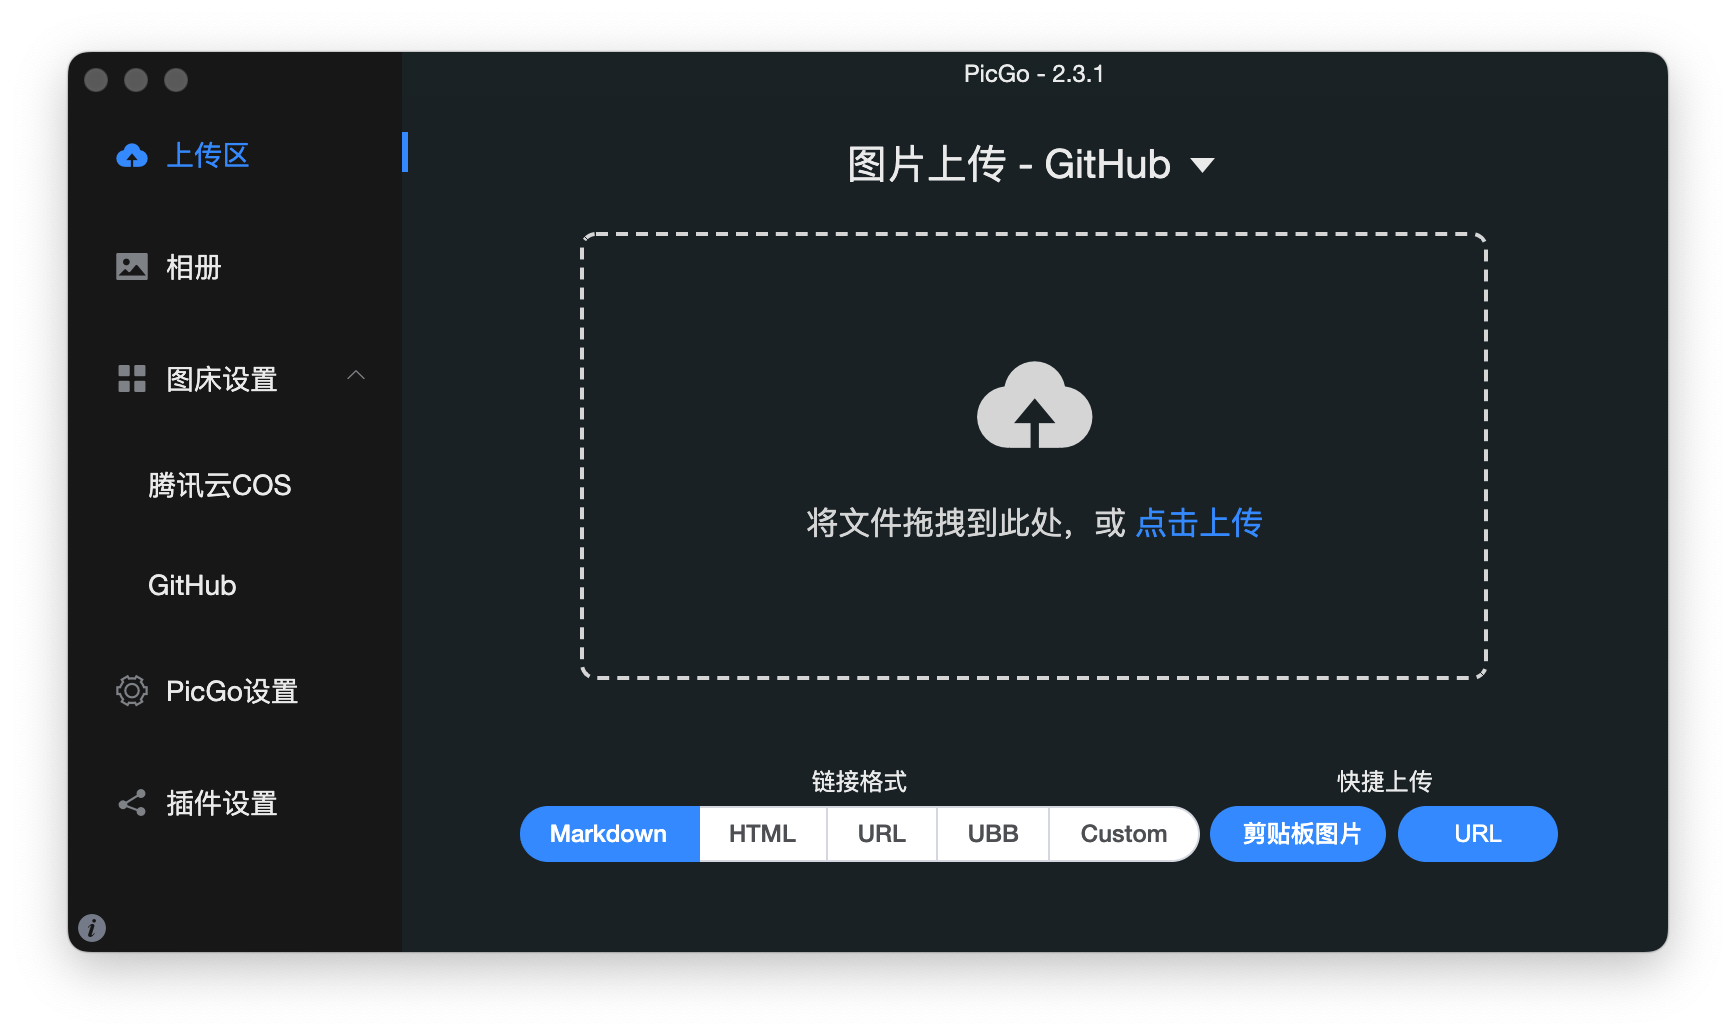 PicGo - 2.3.1
上传区
相册
图床设置
腾讯云COS
GitHub
PicGo设置
插件设置
图片上传 - GitHub
将文件拖拽到此处，或 点击上传
链接格式
Markdown HTML URL UBB Custom
快捷上传
剪贴板图片 URL
i